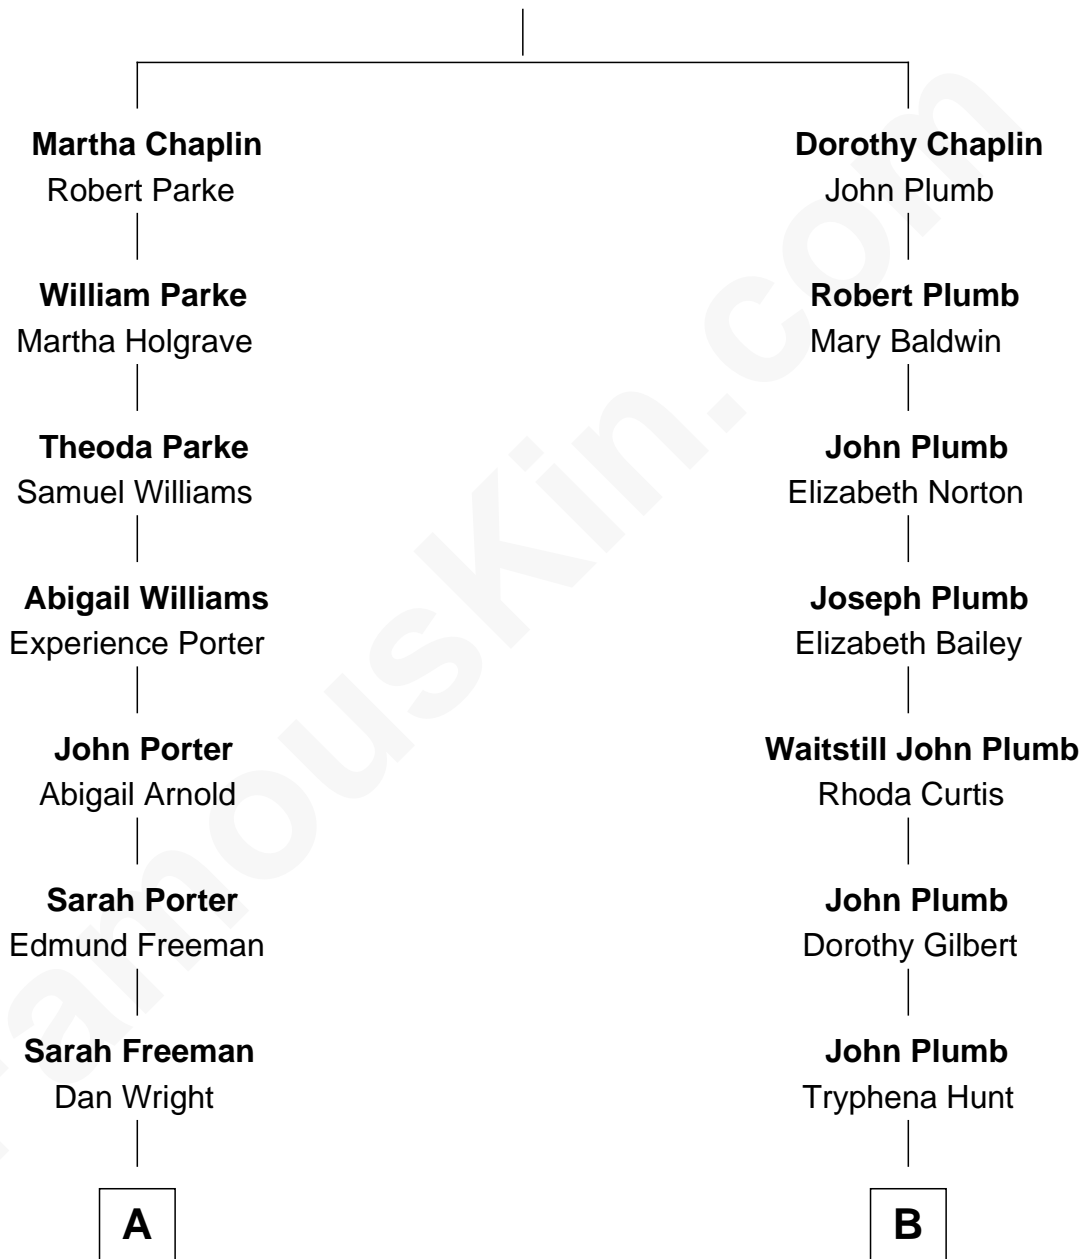 Martha Chaplin
Robert Parke
William Parke
Martha Holgrave
Theoda Parke
Samuel Williams
Abigail Williams
Experience Porter
John Porter
Abigail Arnold
Sarah Porter
Edmund Freeman
Sarah Freeman
Dan Wright
A
Dorothy Chaplin
John Plumb
Robert Plumb
Mary Baldwin
John Plumb
Elizabeth Norton
Joseph Plumb
Elizabeth Bailey
Waitstill John Plumb
Rhoda Curtis
John Plumb
Dorothy Gilbert
John Plumb
Tryphena Hunt
B
FamousKin.com